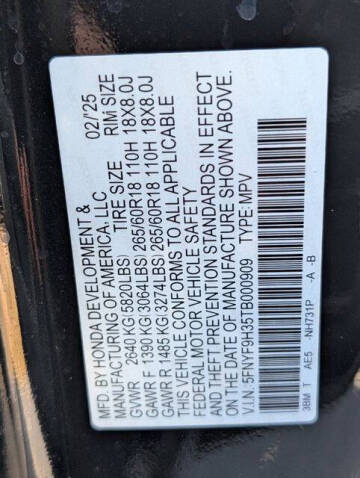 MFD. BY HONDA DEVELOPMENT & 02/'25
MANUFACTURING OF AMERICA, LLC
TIRE SIZE RIM SIZE
GVWR 2640 KG(5820LBS)
GAWR F 1390 KG(3064LBS) 265/60R18 110H 18X8.0J
GAWR R 1485 KG(3274LBS) 265/60R18 110H 18X8.0J
THIS VEHICLE CONFORMS TO ALL APPLICABLE
FEDERAL MOTOR VEHICLE SAFETY
AND THEFT PREVENTION STANDARDS IN EFFECT
ON THE DATE OF MANUFACTURE SHOWN ABOVE.
V.I.N: 5FNYF9H35TB000909 TYPE: MPV
3BM T AE5 -NH731P -A -B